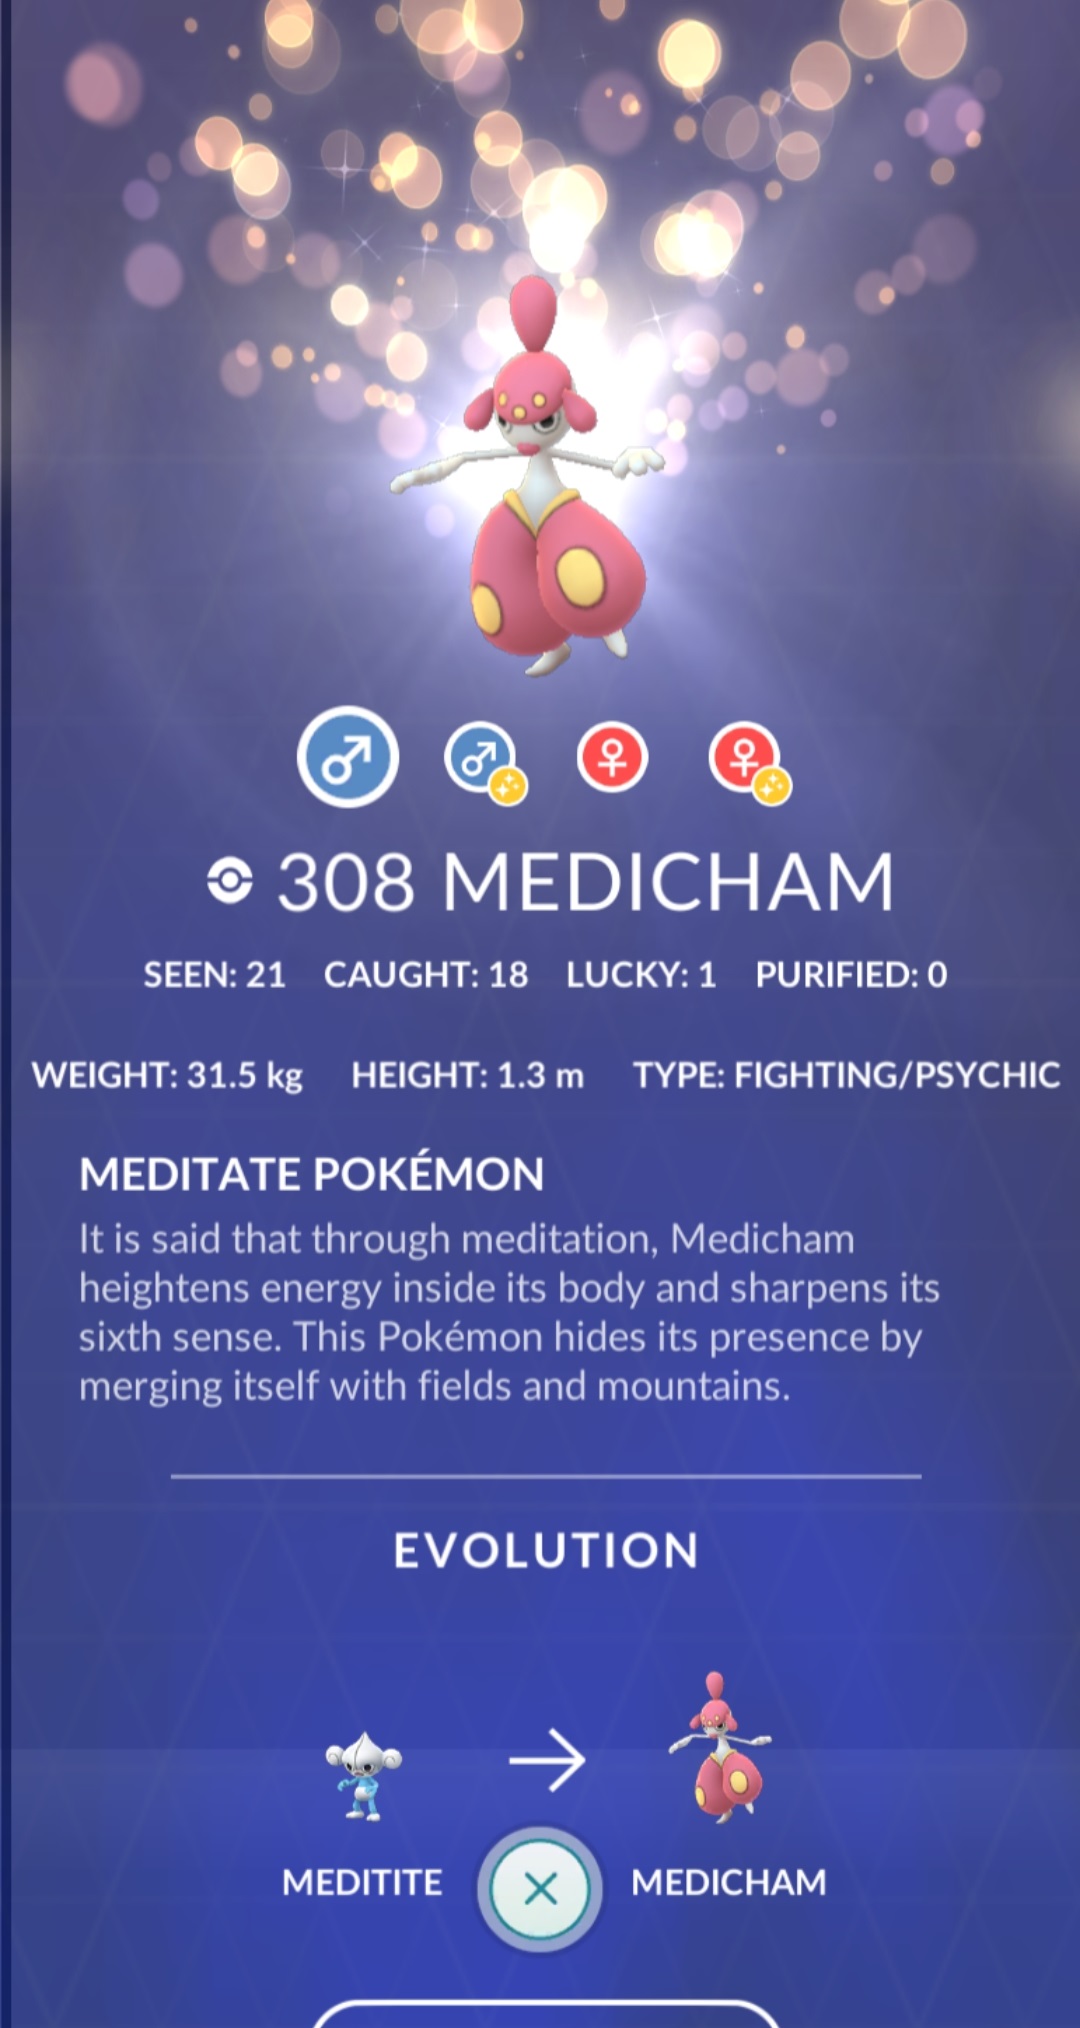 308 MEDICHAM
SEEN: 21 CAUGHT: 18 LUCKY: 1 PURIFIED: 0
WEIGHT: 31.5 kg HEIGHT: 1.3 m TYPE: FIGHTING/PSYCHIC
MEDITATE POKÉMON
It is said that through meditation, Medicham
heightens energy inside its body and sharpens its
sixth sense. This Pokémon hides its presence by
merging itself with fields and mountains.
EVOLUTION
MEDITITE MEDICHAM